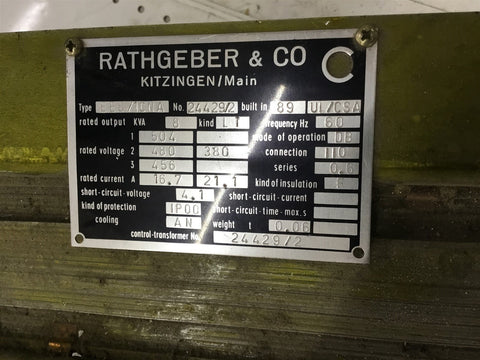 RATHGEBER & CO
KITZINGEN/Main
Type No. 24429/2 built in 89 UL/CSA
rated output KVA 8 kind LT frequency Hz 60
1 504 mode of operation DB
rated voltage 2 480 380 connection 110
3 456 series 0.6
rated current A 16.7 21.1 kind of insulation
short-circuit-voltage 4.1 short-circuit-current
kind of protection IP00 short-circuit-time-max.s
cooling AN weight t 0.06
control-transformer No. 24429/2